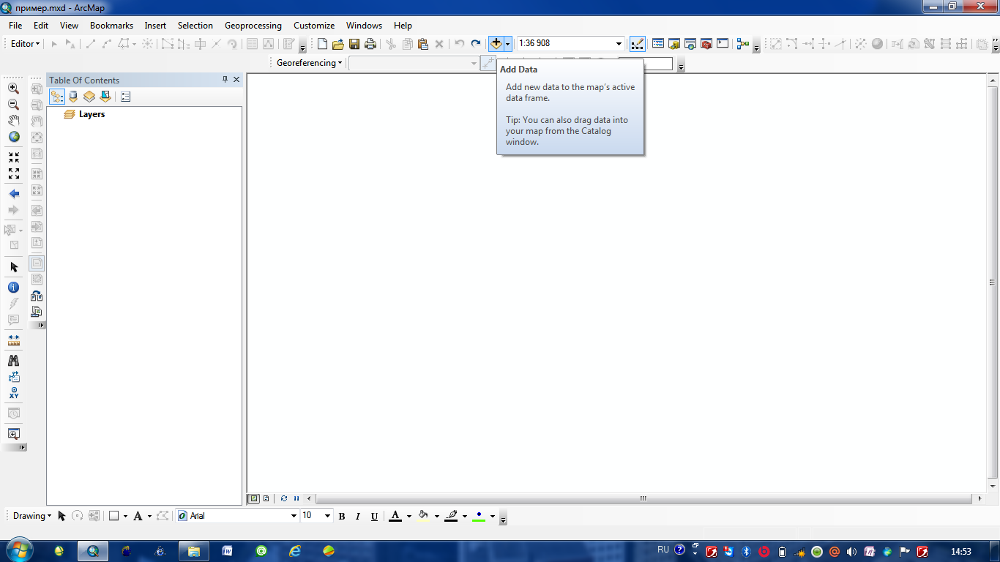 пример.mxd - ArcMap
File Edit View Bookmarks Insert Selection Geoprocessing Customize Windows Help
Editor 1:36 908
Georeferencing
Add Data
Add new data to the map's active
data frame.
Tip: You can also drag data into
your map from the Catalog
window.
Table Of Contents
Layers
1:1
XY
Drawing A Arial 10 B I U A
RU 14:53